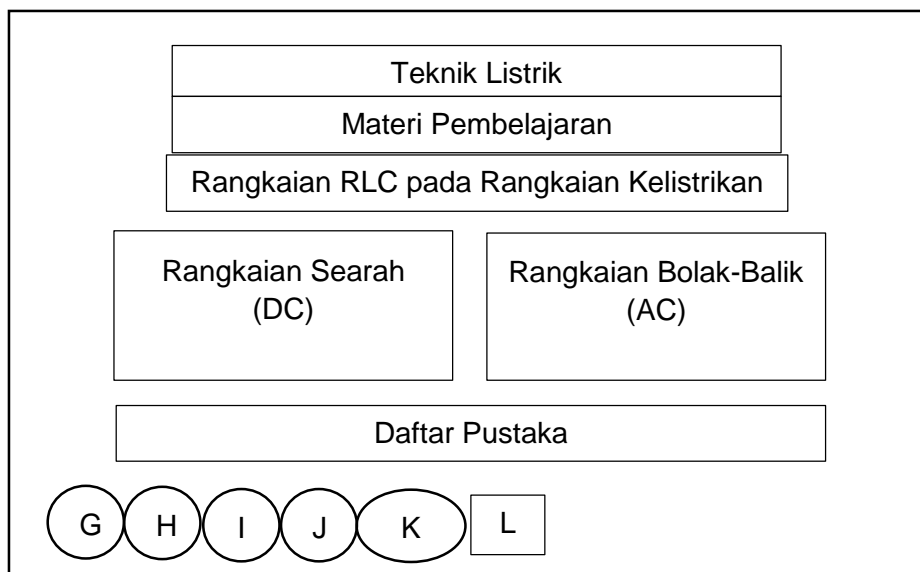 Teknik Listrik
Materi Pembelajaran
Rangkaian RLC pada Rangkaian Kelistrikan
Rangkaian Searah
(DC)
Rangkaian Bolak-Balik
(AC)
Daftar Pustaka
G H I J K L